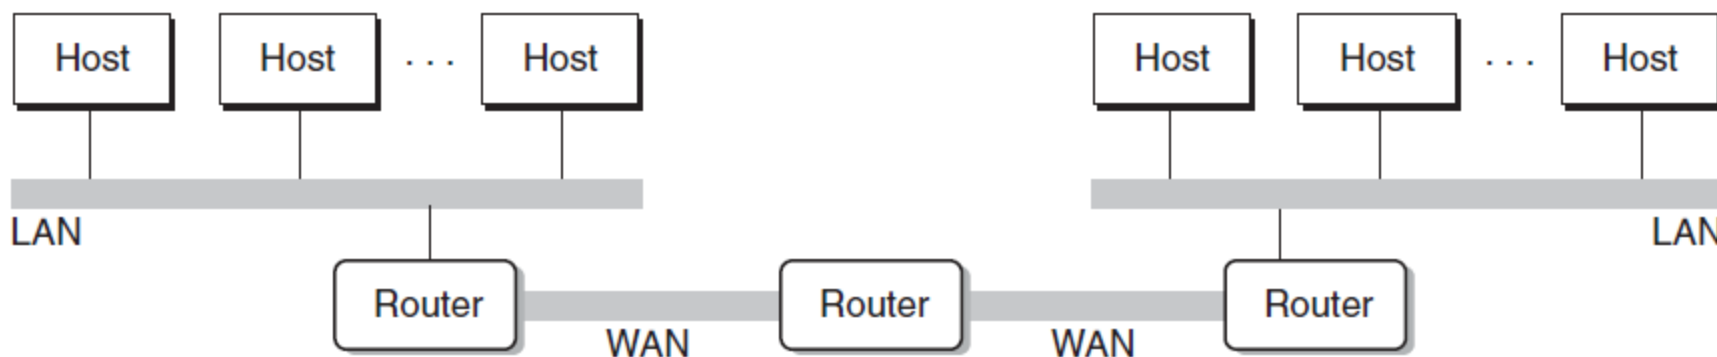 Host Host . . . Host Host Host . . . Host
LAN LAN
Router Router Router
WAN WAN